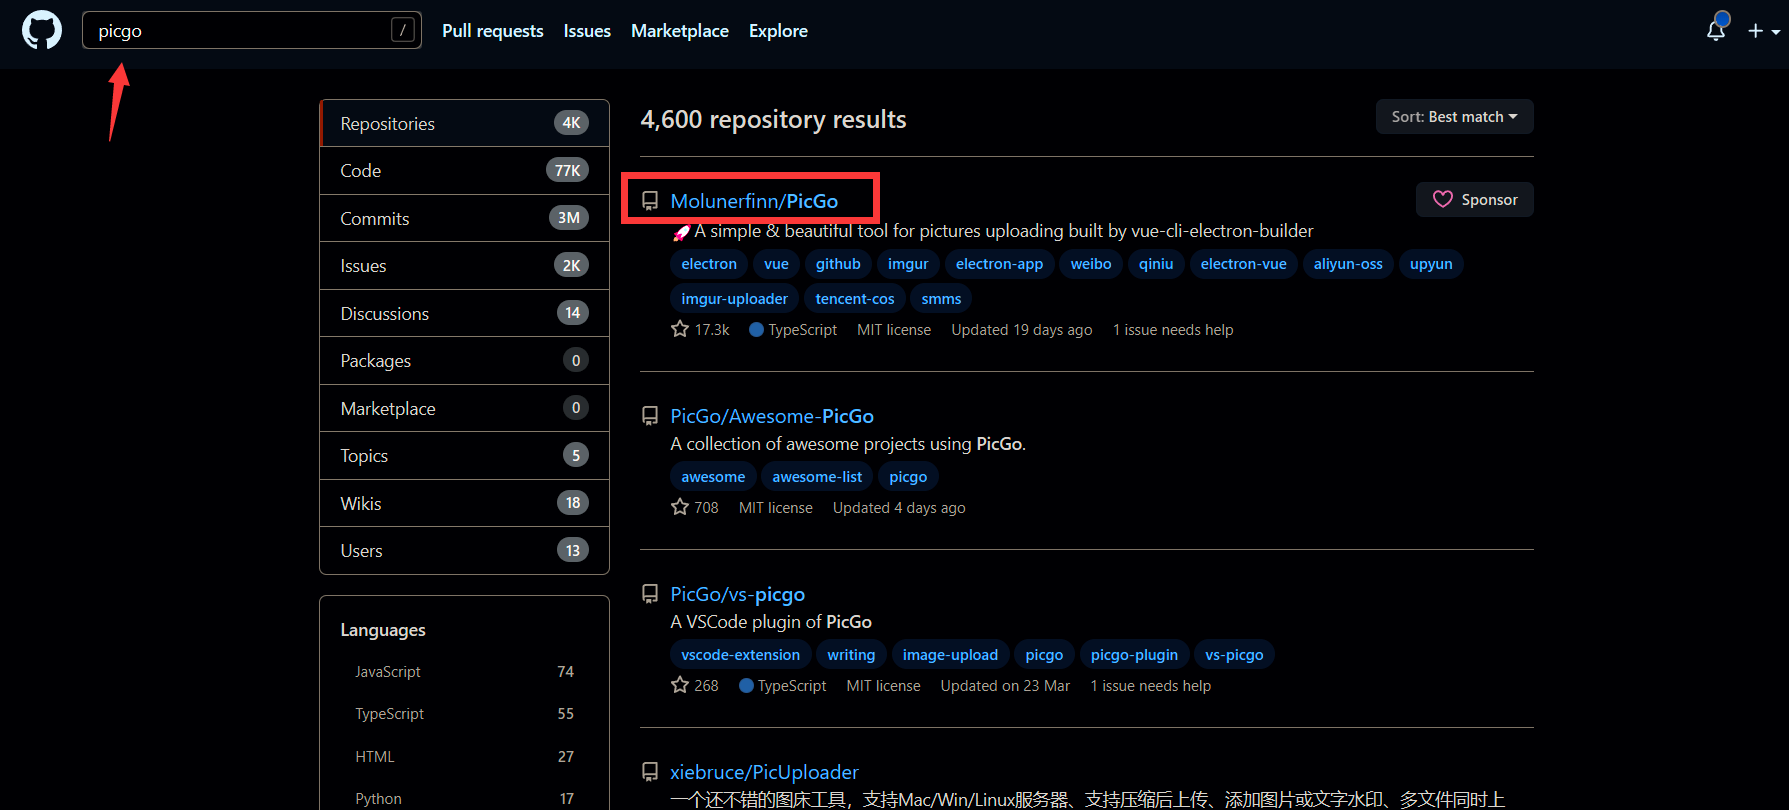 picgo /
Pull requests Issues Marketplace Explore
Repositories 4K
Code 77K
Commits 3M
Issues 2K
Discussions 14
Packages 0
Marketplace 0
Topics 5
Wikis 18
Users 13
Languages
JavaScript 74
TypeScript 55
HTML 27
Python 17
4,600 repository results
Sort: Best match
Molunerfinn/PicGo
Sponsor
🚀A simple & beautiful tool for pictures uploading built by vue-cli-electron-builder
electron vue github imgur electron-app weibo qiniu electron-vue aliyun-oss upyun
imgur-uploader tencent-cos smms
17.3k TypeScript MIT license Updated 19 days ago 1 issue needs help
PicGo/Awesome-PicGo
A collection of awesome projects using PicGo.
awesome awesome-list picgo
708 MIT license Updated 4 days ago
PicGo/vs-picgo
A VSCode plugin of PicGo
vscode-extension writing image-upload picgo picgo-plugin vs-picgo
268 TypeScript MIT license Updated on 23 Mar 1 issue needs help
xiebruce/PicUploader
一个还不错的图床工具，支持Mac/Win/Linux服务器、支持压缩后上传、添加图片或文字水印、多文件同时上